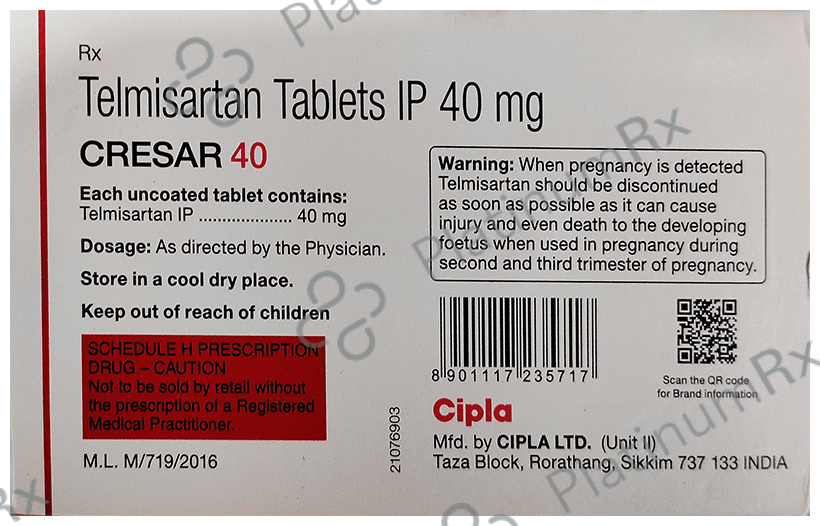 Rx
Telmisartan Tablets IP 40 mg
CRESAR 40
Each uncoated tablet contains:
Telmisartan IP ................... 40 mg
Dosage: As directed by the Physician.
Store in a cool dry place.
Keep out of reach of children
SCHEDULE H PRESCRIPTION
DRUG – CAUTION
Not to be sold by retail without
the prescription of a Registered
Medical Practitioner.
M.L. M/719/2016
Warning: When pregnancy is detected
Telmisartan should be discontinued
as soon as possible as it can cause
injury and even death to the developing
foetus when used in pregnancy during
second and third trimester of pregnancy.
8 901117 235717
Scan the QR code
for Brand information
21076903
Cipla
Mfd. by CIPLA LTD. (Unit II)
Taza Block, Rorathang, Sikkim 737 133 INDIA
PlatinumRx
PlatinumRx
PlatinumRx